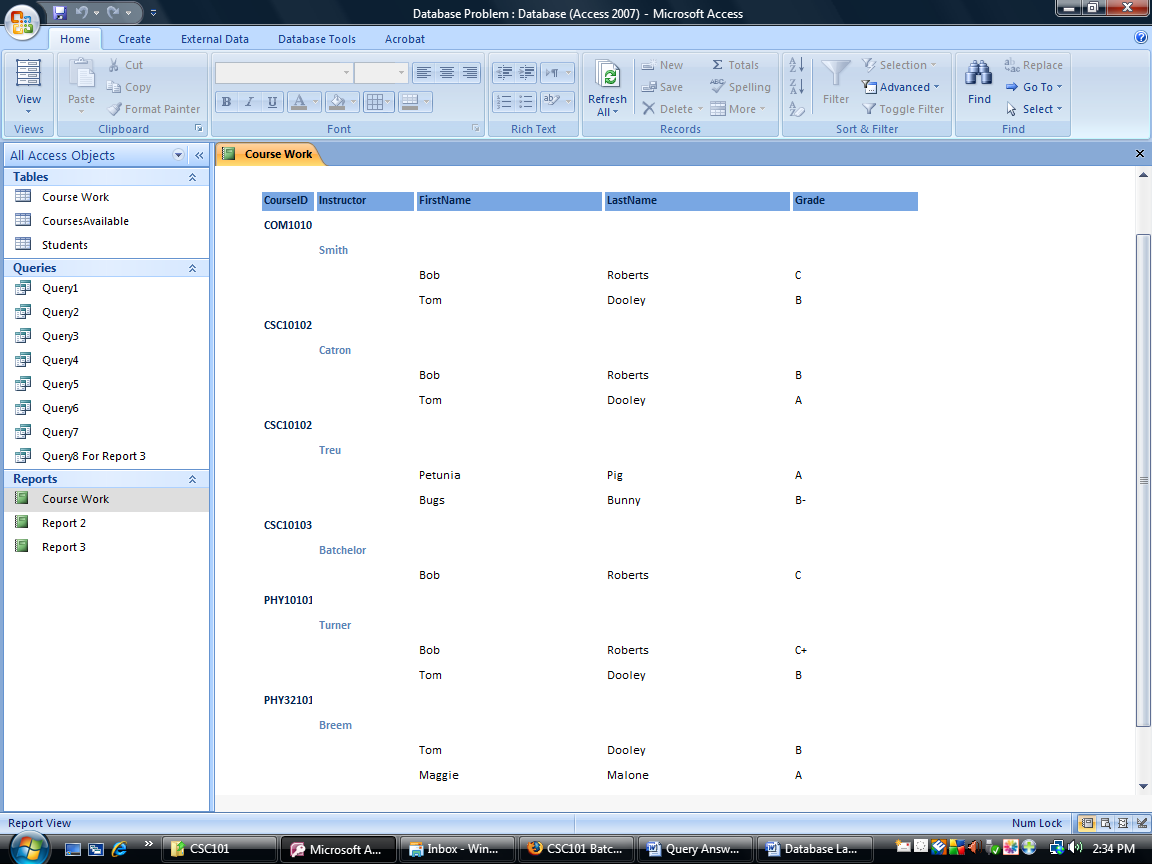 Database Problem : Database (Access 2007) - Microsoft Access
Home Create External Data Database Tools Acrobat
View
Views
Paste
Cut
Copy
Format Painter
Clipboard
B I U A
Font
ab
Rich Text
Refresh All
New
Save
Delete
Totals
Spelling
More
Records
Filter
Selection
Advanced
Toggle Filter
Sort & Filter
Find
Replace
Go To
Select
Find
All Access Objects
Tables
Course Work
CoursesAvailable
Students
Queries
Query1
Query2
Query3
Query4
Query5
Query6
Query7
Query8 For Report 3
Reports
Course Work
Report 2
Report 3
Course Work
CourseID Instructor FirstName LastName Grade
COM1010
Smith
Bob Roberts C
Tom Dooley B
CSC10102
Catron
Bob Roberts B
Tom Dooley A
CSC10102
Treu
Petunia Pig A
Bugs Bunny B-
CSC10103
Batchelor
Bob Roberts C
PHY10101
Turner
Bob Roberts C+
Tom Dooley B
PHY32101
Breem
Tom Dooley B
Maggie Malone A
Report View Num Lock
CSC101 Microsoft A... Inbox - Win... CSC101 Batc... Query Answ... Database La... 2:34 PM